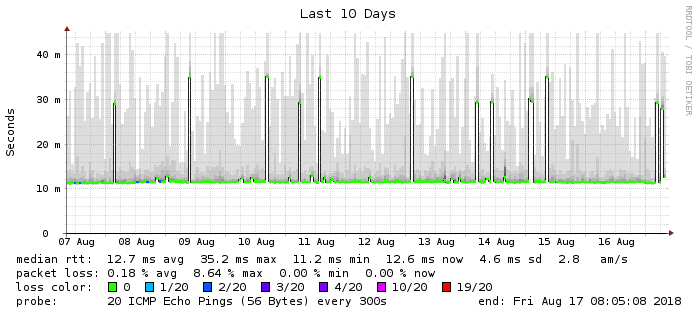 Last 10 Days
RRDTOOL / TOBI OETIKER
Seconds
40 m
30 m
20 m
10 m
0
07 Aug 08 Aug 09 Aug 10 Aug 11 Aug 12 Aug 13 Aug 14 Aug 15 Aug 16 Aug
median rtt: 12.7 ms avg 35.2 ms max 11.2 ms min 12.6 ms now 4.6 ms sd 2.8 am/s
packet loss: 0.18 % avg 8.64 % max 0.00 % min 0.00 % now
loss color: 0 1/20 2/20 3/20 4/20 10/20 19/20
probe: 20 ICMP Echo Pings (56 Bytes) every 300s end: Fri Aug 17 08:05:08 2018